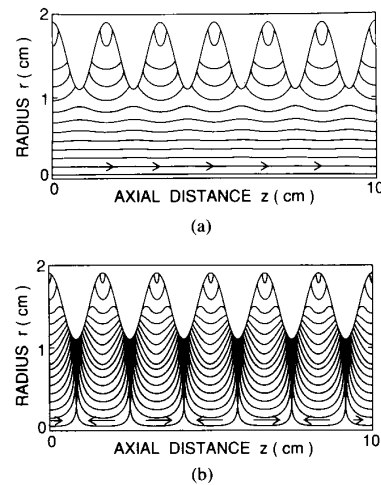 2
1
0
RADIUS r (cm)
0
10
AXIAL DISTANCE z (cm)
(a)
2
1
0
RADIUS r (cm)
0
10
AXIAL DISTANCE z (cm)
(b)